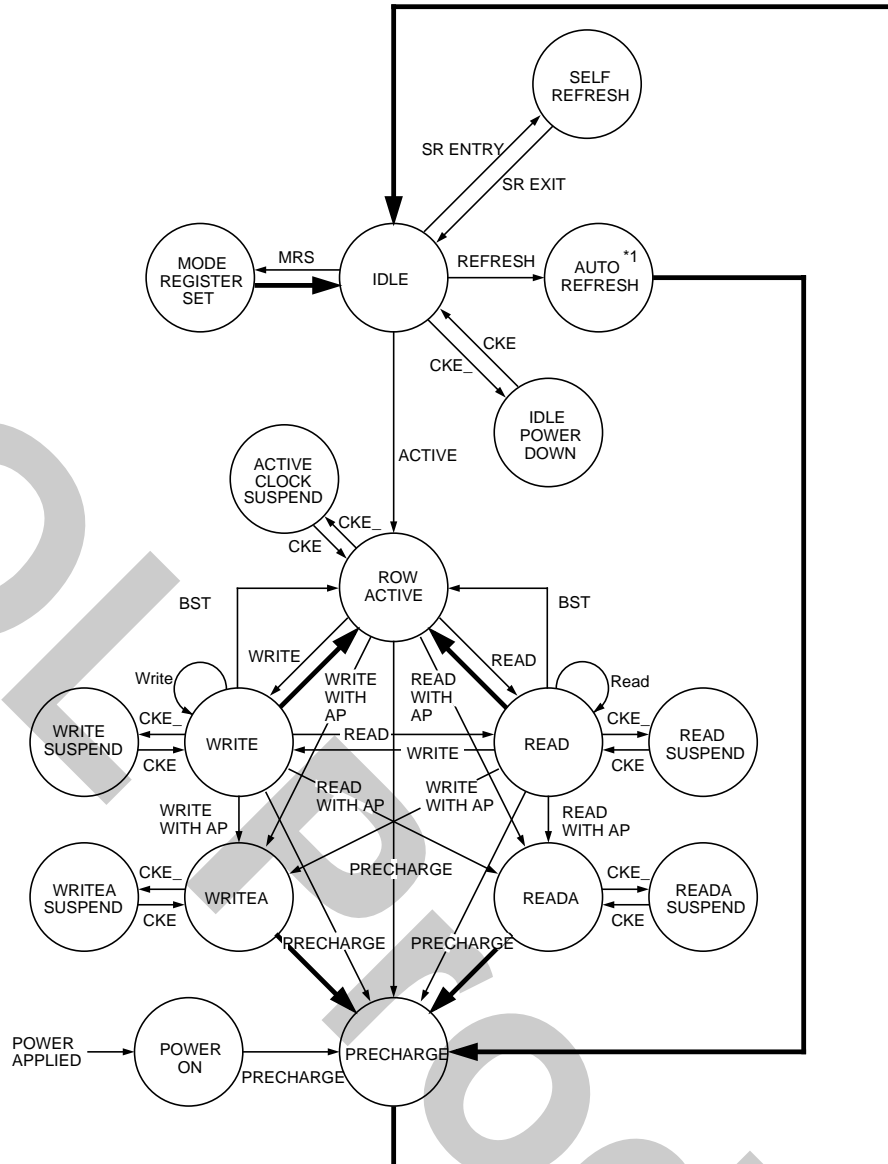 SELF
REFRESH
SR ENTRY
SR EXIT
MODE
REGISTER
SET
MRS
IDLE
REFRESH
AUTO *1
REFRESH
CKE
CKE_
IDLE
POWER
DOWN
ACTIVE
ACTIVE
CLOCK
SUSPEND
CKE_
CKE
ROW
ACTIVE
BST
BST
WRITE
READ
Write
WRITE
WITH
AP
READ
WITH
AP
Read
WRITE
SUSPEND
CKE_
CKE
WRITE
READ
WRITE
READ
CKE_
CKE
READ
SUSPEND
WRITE
WITH AP
READ
WITH AP
WRITE
WITH AP
READ
WITH AP
WRITEA
SUSPEND
CKE_
CKE
WRITEA
PRECHARGE
READA
CKE_
CKE
READA
SUSPEND
PRECHARGE
PRECHARGE
POWER
APPLIED
POWER
ON
PRECHARGE
PRECHARGE